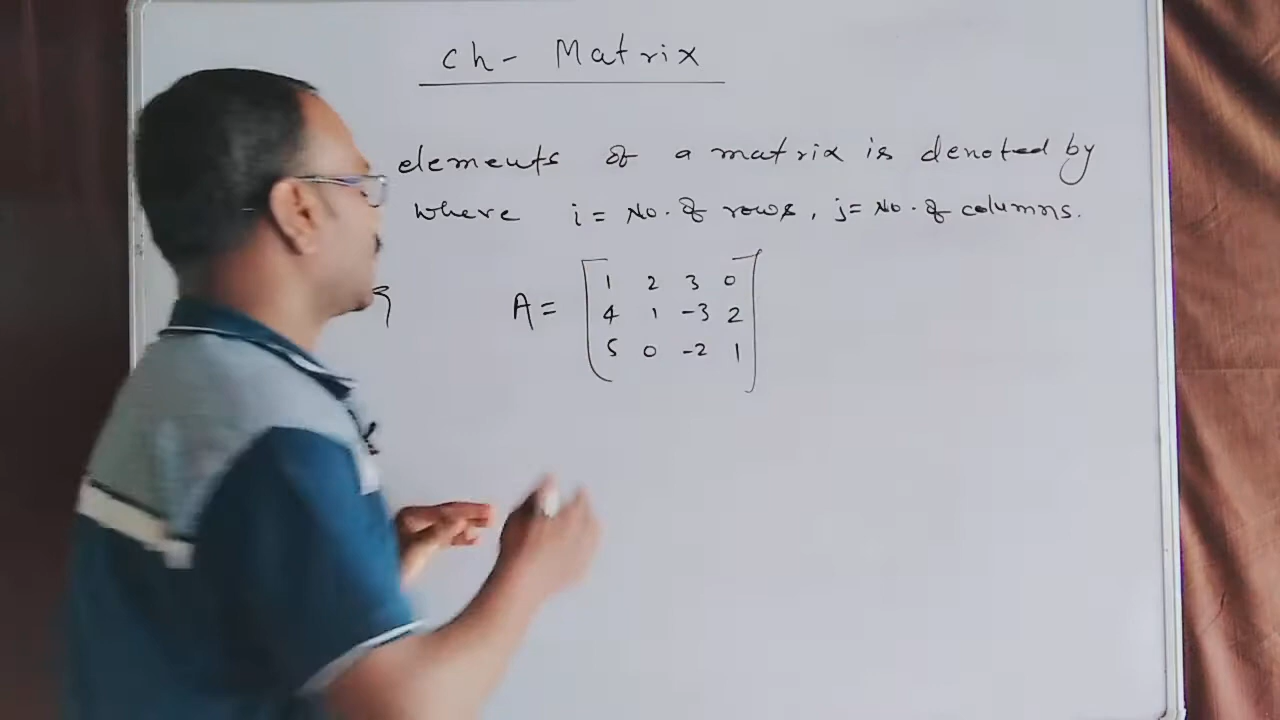 ch - Matrix
elements of a matrix is denoted by
where i = No. of rows, j = No. of columns.
A = [ 1 2 3 0
4 1 -3 2
5 0 -2 1 ]